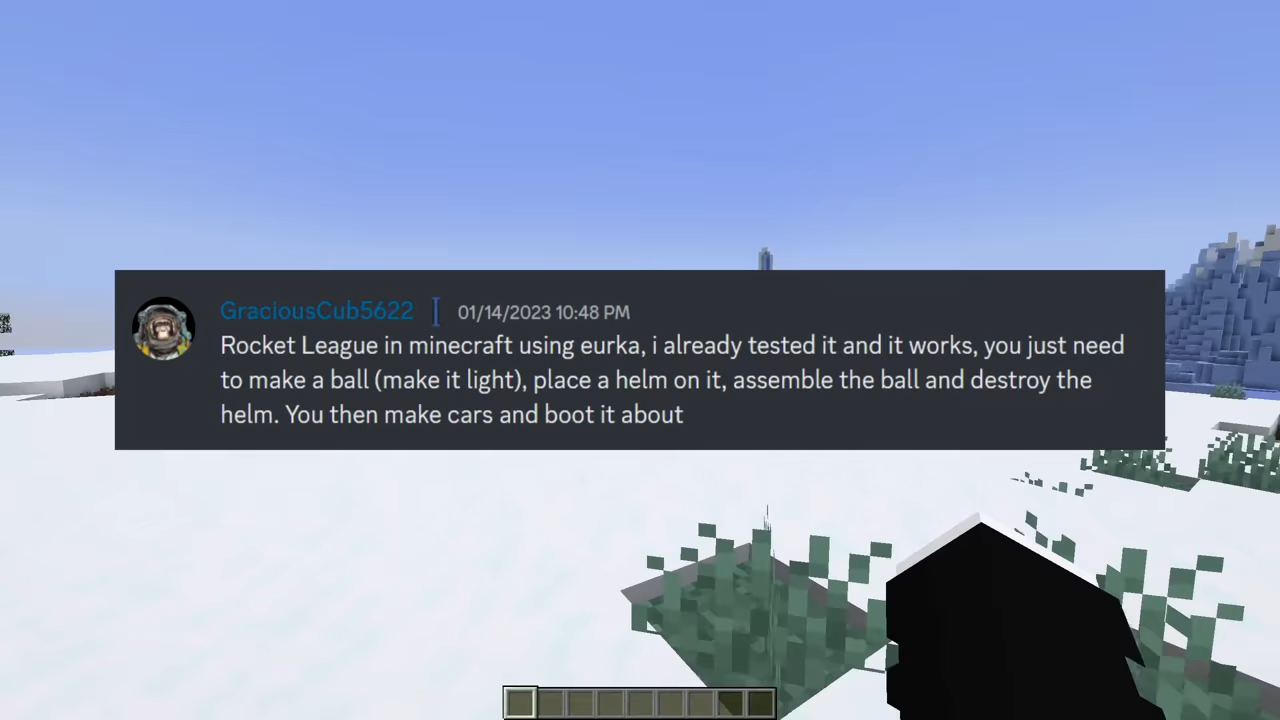 GraciousCub5622 01/14/2023 10:48 PM
Rocket League in minecraft using eurka, i already tested it and it works, you just need
to make a ball (make it light), place a helm on it, assemble the ball and destroy the
helm. You then make cars and boot it about